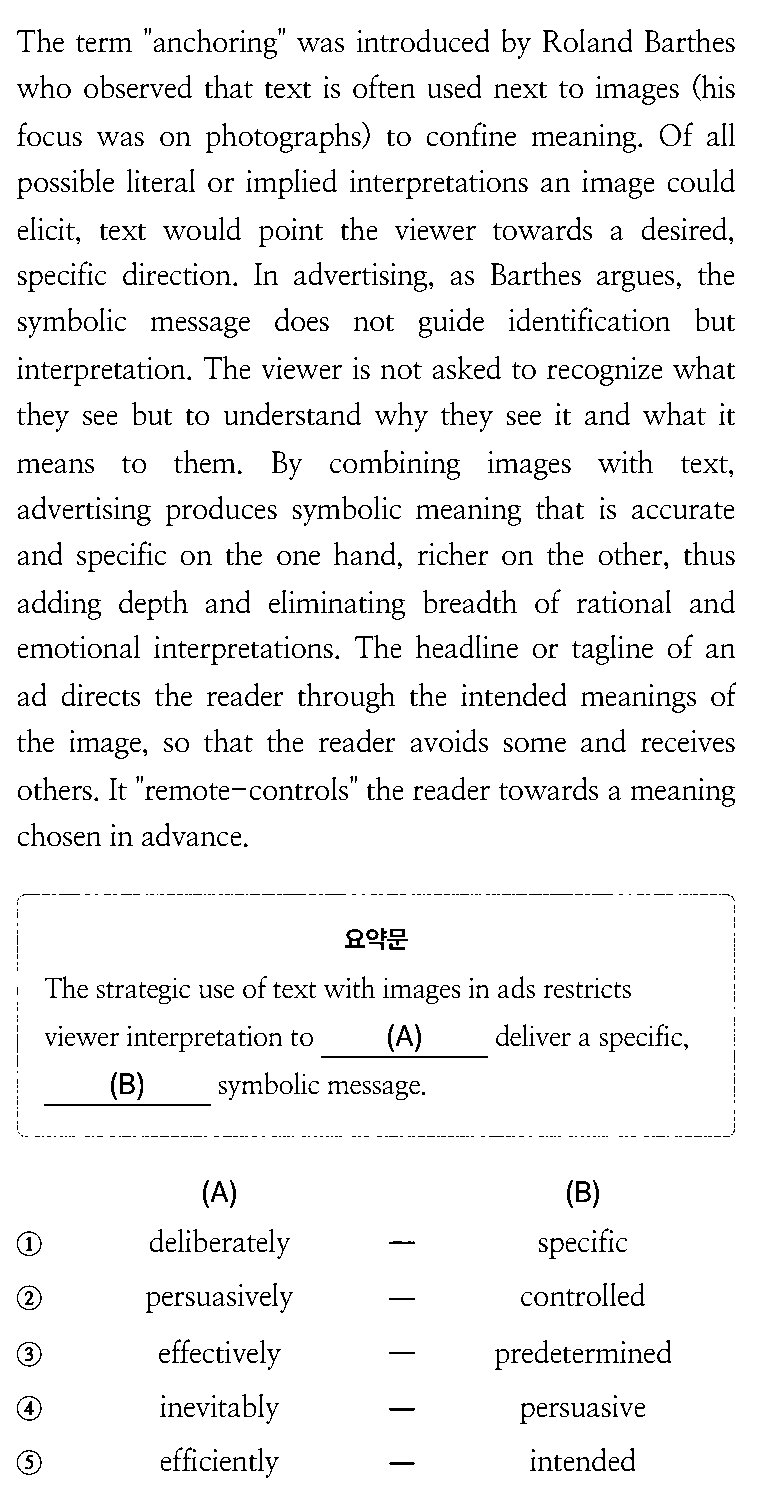 The term "anchoring" was introduced by Roland Barthes
who observed that text is often used next to images (his
focus was on photographs) to confine meaning. Of all
possible literal or implied interpretations an image could
elicit, text would point the viewer towards a desired,
specific direction. In advertising, as Barthes argues, the
symbolic message does not guide identification but
interpretation. The viewer is not asked to recognize what
they see but to understand why they see it and what it
means to them. By combining images with text,
advertising produces symbolic meaning that is accurate
and specific on the one hand, richer on the other, thus
adding depth and eliminating breadth of rational and
emotional interpretations. The headline or tagline of an
ad directs the reader through the intended meanings of
the image, so that the reader avoids some and receives
others. It "remote-controls" the reader towards a meaning
chosen in advance.
요약문
The strategic use of text with images in ads restricts
viewer interpretation to (A) deliver a specific,
(B) symbolic message.
(A) (B)
① deliberately — specific
② persuasively — controlled
③ effectively — predetermined
④ inevitably — persuasive
⑤ efficiently — intended